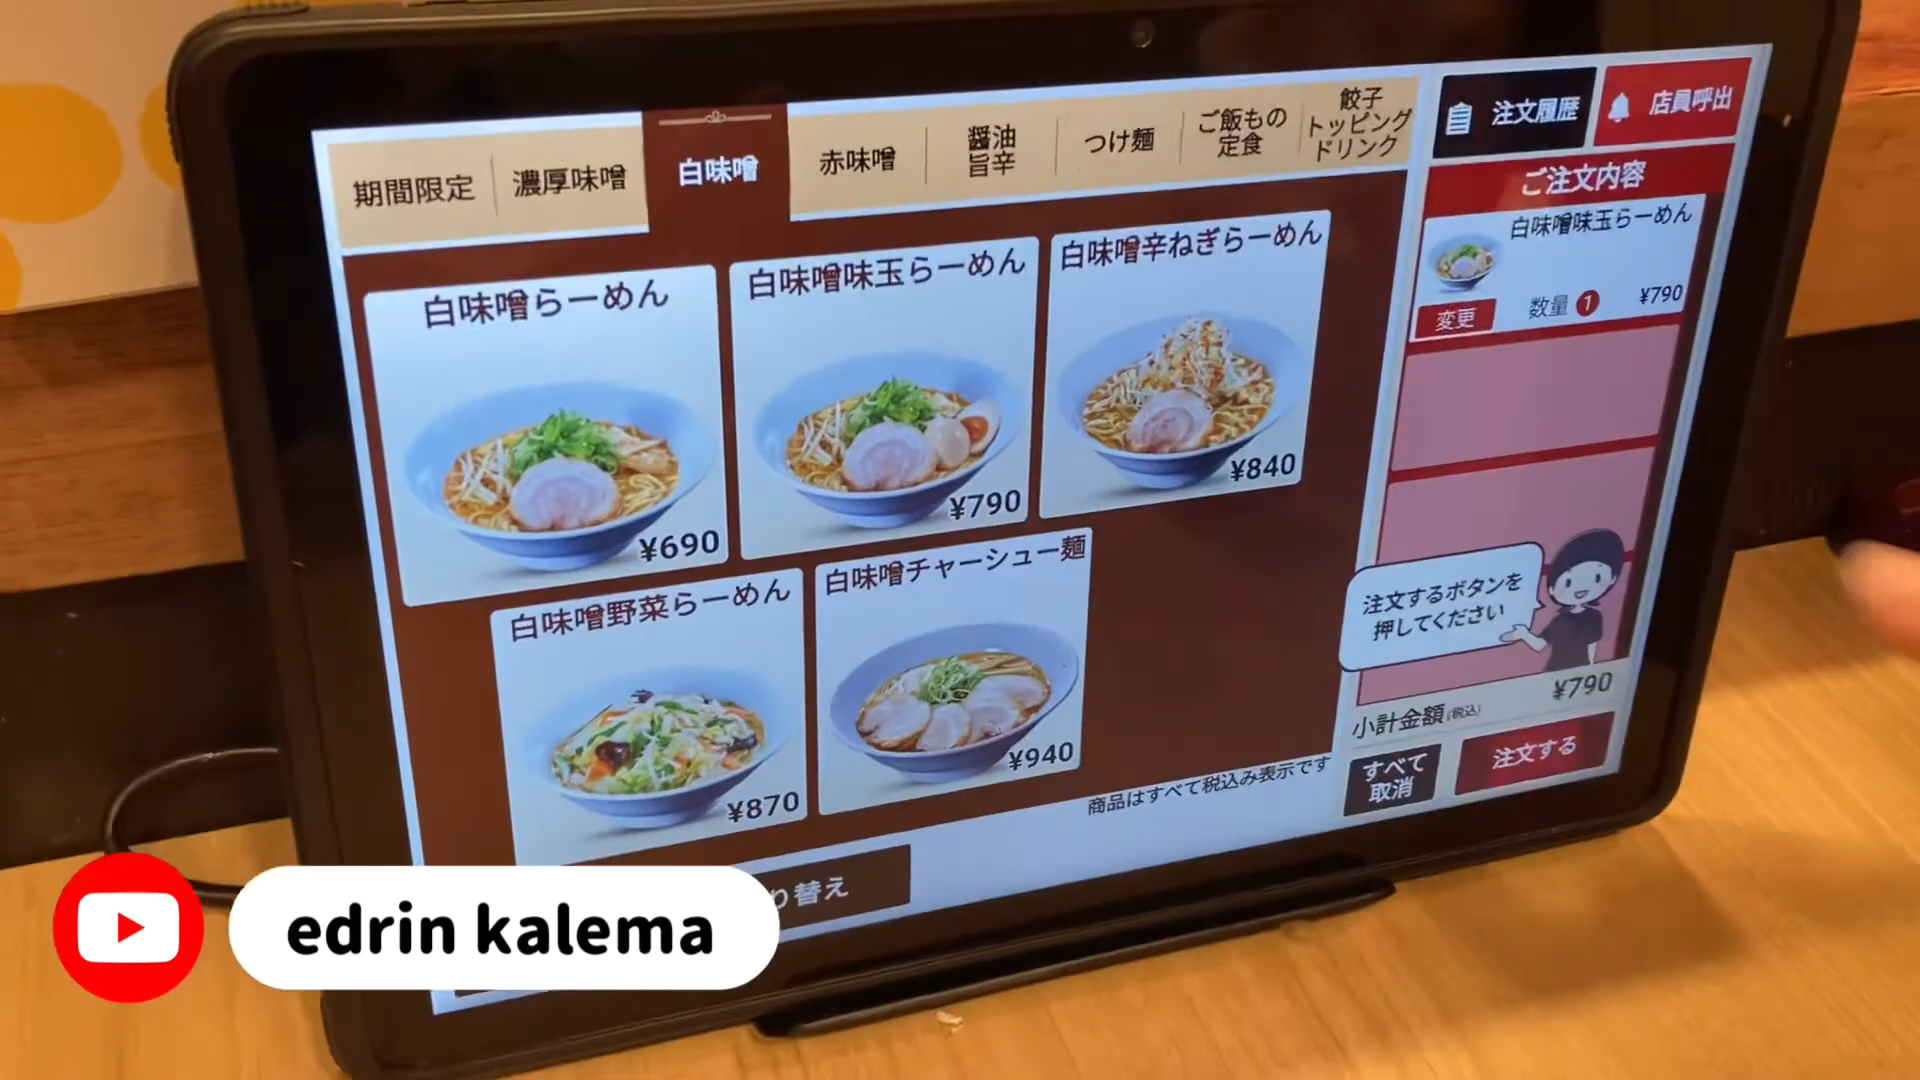 期間限定
濃厚味噌
白味噌
赤味噌
醤油
旨辛
つけ麺
ご飯もの
定食
餃子
トッピング
ドリンク
注文履歴
店員呼出
白味噌らーめん
¥690
白味噌味玉らーめん
¥790
白味噌辛ねぎらーめん
¥840
白味噌野菜らーめん
¥870
白味噌チャーシュー麺
¥940
商品はすべて税込み表示です
ご注文内容
白味噌味玉らーめん
変更
数量 1
¥790
注文するボタンを
押してください
¥790
小計金額(税込)
すべて
取消
注文する
り替え
edrin kalema